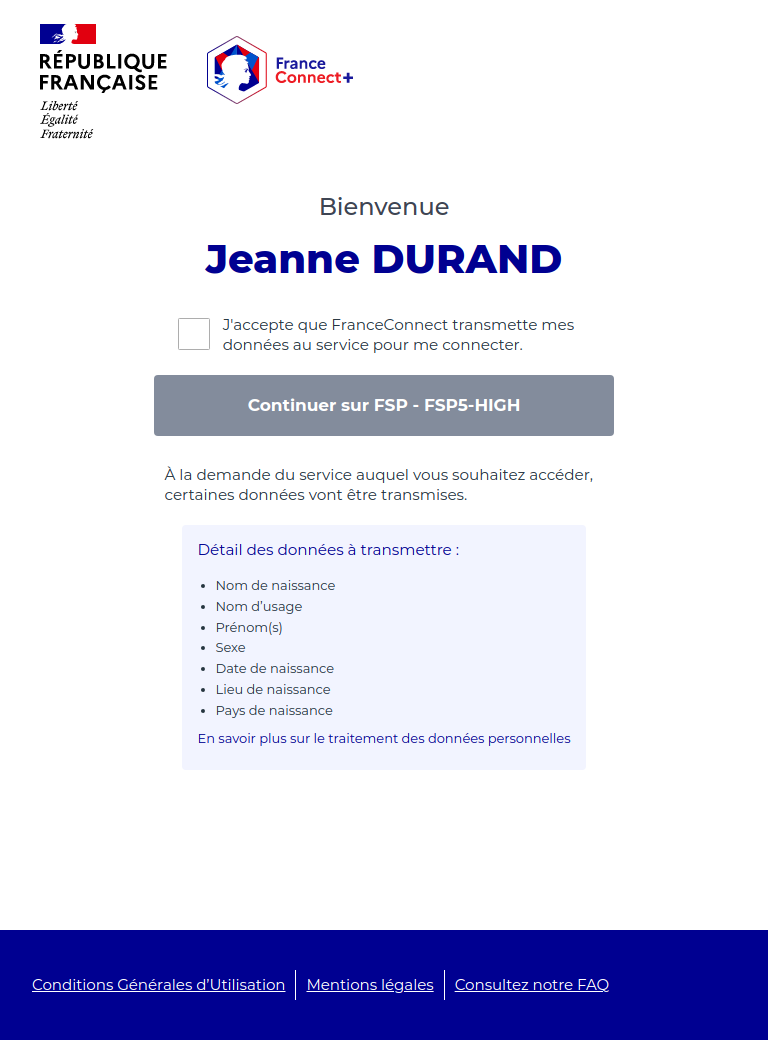 RÉPUBLIQUE
FRANÇAISE
Liberté
Égalité
Fraternité
France
Connect+
Bienvenue
Jeanne DURAND
J'accepte que FranceConnect transmette mes
données au service pour me connecter.
Continuer sur FSP - FSP5-HIGH
À la demande du service auquel vous souhaitez accéder,
certaines données vont être transmises.
Détail des données à transmettre :
• Nom de naissance
• Nom d’usage
• Prénom(s)
• Sexe
• Date de naissance
• Lieu de naissance
• Pays de naissance
En savoir plus sur le traitement des données personnelles
Conditions Générales d’Utilisation Mentions légales Consultez notre FAQ